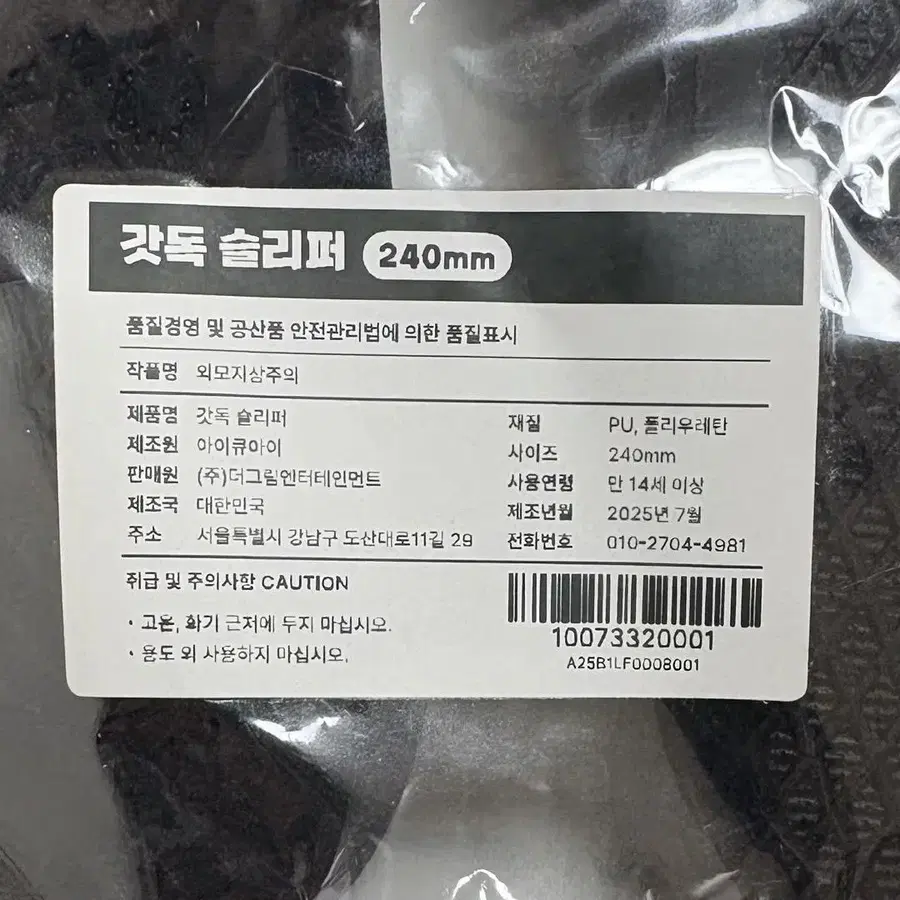 갓독 슬리퍼 240mm
품질경영 및 공산품 안전관리법에 의한 품질표시
작품명 외모지상주의
제품명 갓독 슬리퍼
제조원 아이큐아이
판매원 (주)더그림엔터테인먼트
제조국 대한민국
주소 서울특별시 강남구 도산대로11길 29
재질 PU, 폴리우레탄
사이즈 240mm
사용연령 만 14세 이상
제조년월 2025년 7월
전화번호 010-2704-4981
취급 및 주의사항 CAUTION
• 고온, 화기 근저에 두지 마십시오.
• 용도 외 사용하지 마십시오.
10073320001
A25B1LF0008001